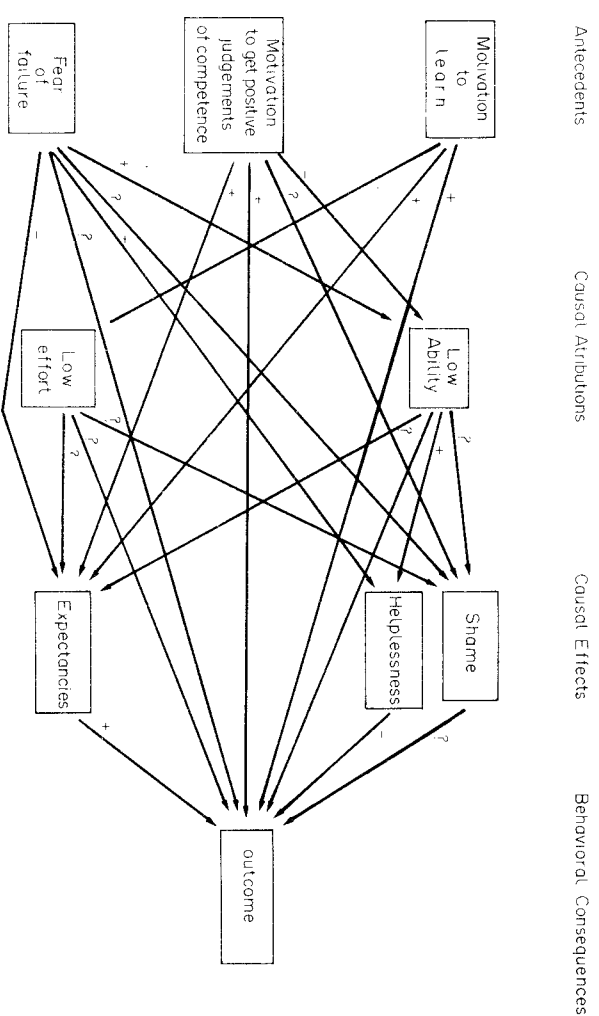 Antecedents
Causal Atributions
Causal Effects
Behavioral Consequences
Motivation
to
learn
Motivation
to get positive
judgements
of competence
Fear
of
failure
Low
Ability
Low
effort
Shame
Helplessness
Expectancies
outcome
+
+
-
?
+
+
+
?
+
?
-
?
+
?
?
?
?
?
-
+